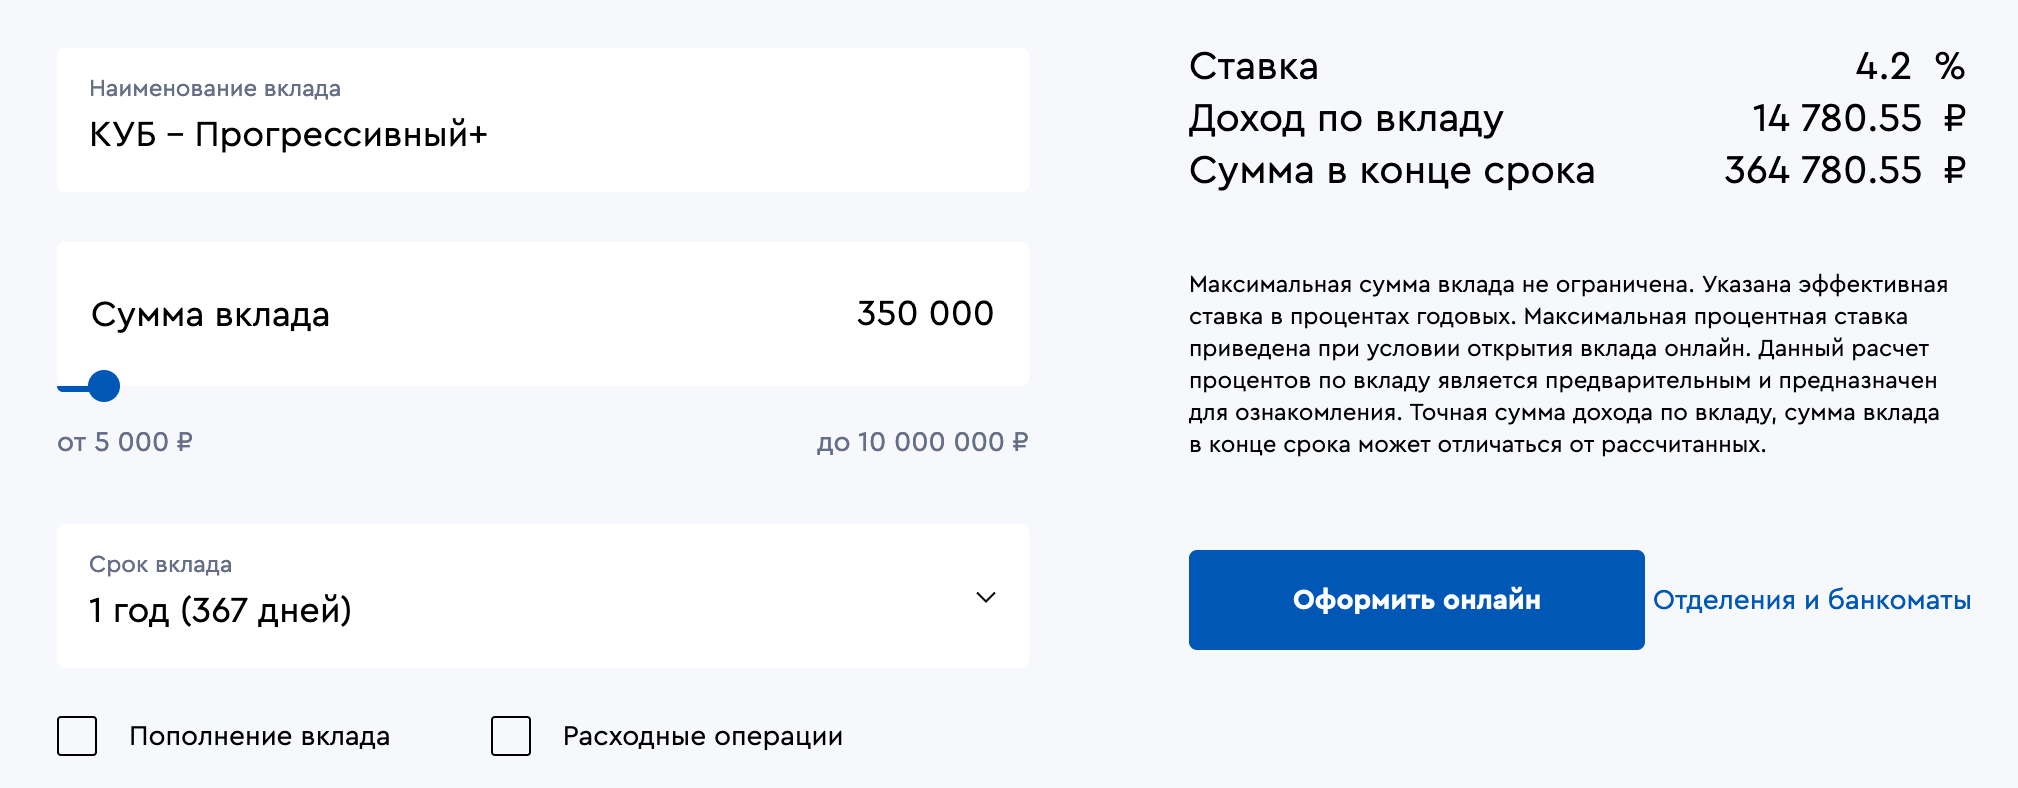 Наименование вклада
КУБ – Прогрессивный+
Сумма вклада 350 000
от 5 000 ₽ до 10 000 000 ₽
Срок вклада
1 год (367 дней)
Пополнение вклада Расходные операции
Ставка 4.2 %
Доход по вкладу 14 780.55 ₽
Сумма в конце срока 364 780.55 ₽
Максимальная сумма вклада не ограничена. Указана эффективная
ставка в процентах годовых. Максимальная процентная ставка
приведена при условии открытия вклада онлайн. Данный расчет
процентов по вкладу является предварительным и предназначен
для ознакомления. Точная сумма дохода по вкладу, сумма вклада
в конце срока может отличаться от рассчитанных.
Оформить онлайн Отделения и банкоматы